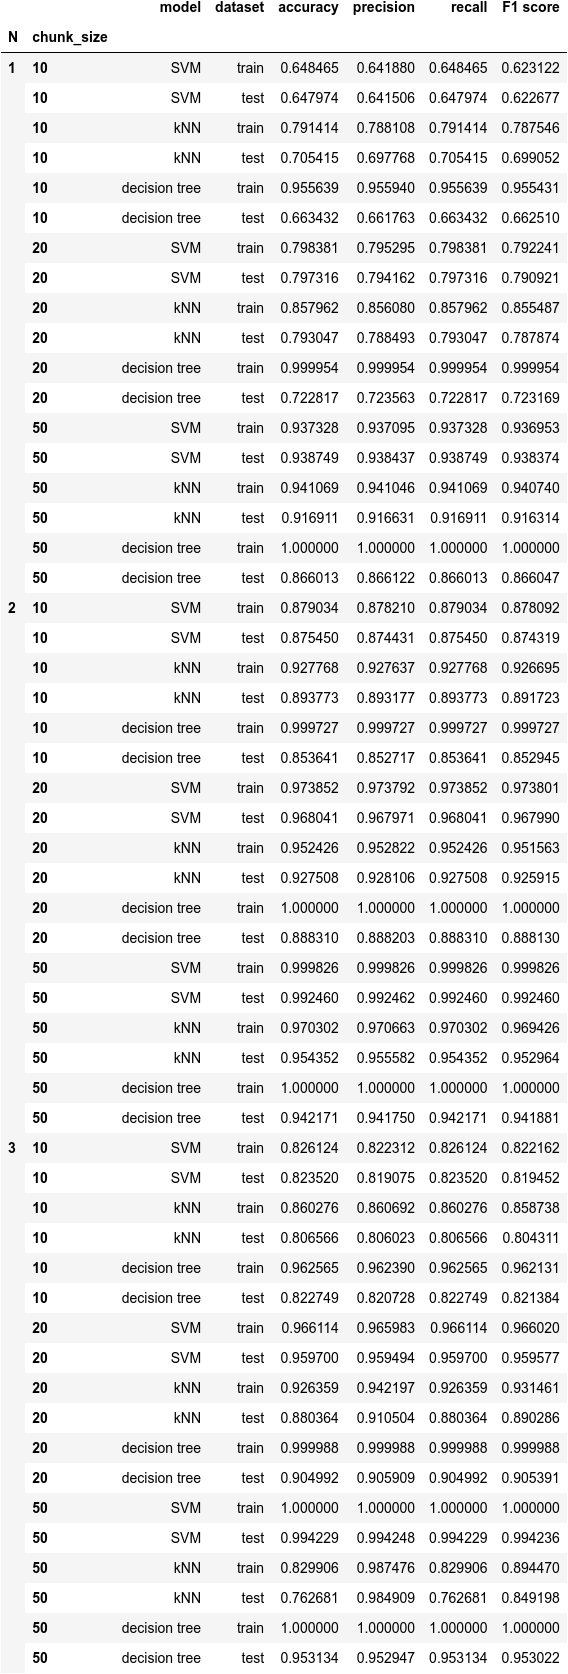 model dataset accuracy precision recall F1 score
N chunk_size
1 10 SVM train 0.648465 0.641880 0.648465 0.623122
10 SVM test 0.647974 0.641506 0.647974 0.622677
10 kNN train 0.791414 0.788108 0.791414 0.787546
10 kNN test 0.705415 0.697768 0.705415 0.699052
10 decision tree train 0.955639 0.955940 0.955639 0.955431
10 decision tree test 0.663432 0.661763 0.663432 0.662510
20 SVM train 0.798381 0.795295 0.798381 0.792241
20 SVM test 0.797316 0.794162 0.797316 0.790921
20 kNN train 0.857962 0.856080 0.857962 0.855487
20 kNN test 0.793047 0.788493 0.793047 0.787874
20 decision tree train 0.999954 0.999954 0.999954 0.999954
20 decision tree test 0.722817 0.723563 0.722817 0.723169
50 SVM train 0.937328 0.937095 0.937328 0.936953
50 SVM test 0.938749 0.938437 0.938749 0.938374
50 kNN train 0.941069 0.941046 0.941069 0.940740
50 kNN test 0.916911 0.916631 0.916911 0.916314
50 decision tree train 1.000000 1.000000 1.000000 1.000000
50 decision tree test 0.866013 0.866122 0.866013 0.866047
2 10 SVM train 0.879034 0.878210 0.879034 0.878092
10 SVM test 0.875450 0.874431 0.875450 0.874319
10 kNN train 0.927768 0.927637 0.927768 0.926695
10 kNN test 0.893773 0.893177 0.893773 0.891723
10 decision tree train 0.999727 0.999727 0.999727 0.999727
10 decision tree test 0.853641 0.852717 0.853641 0.852945
20 SVM train 0.973852 0.973792 0.973852 0.973801
20 SVM test 0.968041 0.967971 0.968041 0.967990
20 kNN train 0.952426 0.952822 0.952426 0.951563
20 kNN test 0.927508 0.928106 0.927508 0.925915
20 decision tree train 1.000000 1.000000 1.000000 1.000000
20 decision tree test 0.888310 0.888203 0.888310 0.888130
50 SVM train 0.999826 0.999826 0.999826 0.999826
50 SVM test 0.992460 0.992462 0.992460 0.992460
50 kNN train 0.970302 0.970663 0.970302 0.969426
50 kNN test 0.954352 0.955582 0.954352 0.952964
50 decision tree train 1.000000 1.000000 1.000000 1.000000
50 decision tree test 0.942171 0.941750 0.942171 0.941881
3 10 SVM train 0.826124 0.822312 0.826124 0.822162
10 SVM test 0.823520 0.819075 0.823520 0.819452
10 kNN train 0.860276 0.860692 0.860276 0.858738
10 kNN test 0.806566 0.806023 0.806566 0.804311
10 decision tree train 0.962565 0.962390 0.962565 0.962131
10 decision tree test 0.822749 0.820728 0.822749 0.821384
20 SVM train 0.966114 0.965983 0.966114 0.966020
20 SVM test 0.959700 0.959494 0.959700 0.959577
20 kNN train 0.926359 0.942197 0.926359 0.931461
20 kNN test 0.880364 0.910504 0.880364 0.890286
20 decision tree train 0.999988 0.999988 0.999988 0.999988
20 decision tree test 0.904992 0.905909 0.904992 0.905391
50 SVM train 1.000000 1.000000 1.000000 1.000000
50 SVM test 0.994229 0.994248 0.994229 0.994236
50 kNN train 0.829906 0.987476 0.829906 0.894470
50 kNN test 0.762681 0.984909 0.762681 0.849198
50 decision tree train 1.000000 1.000000 1.000000 1.000000
50 decision tree test 0.953134 0.952947 0.953134 0.953022